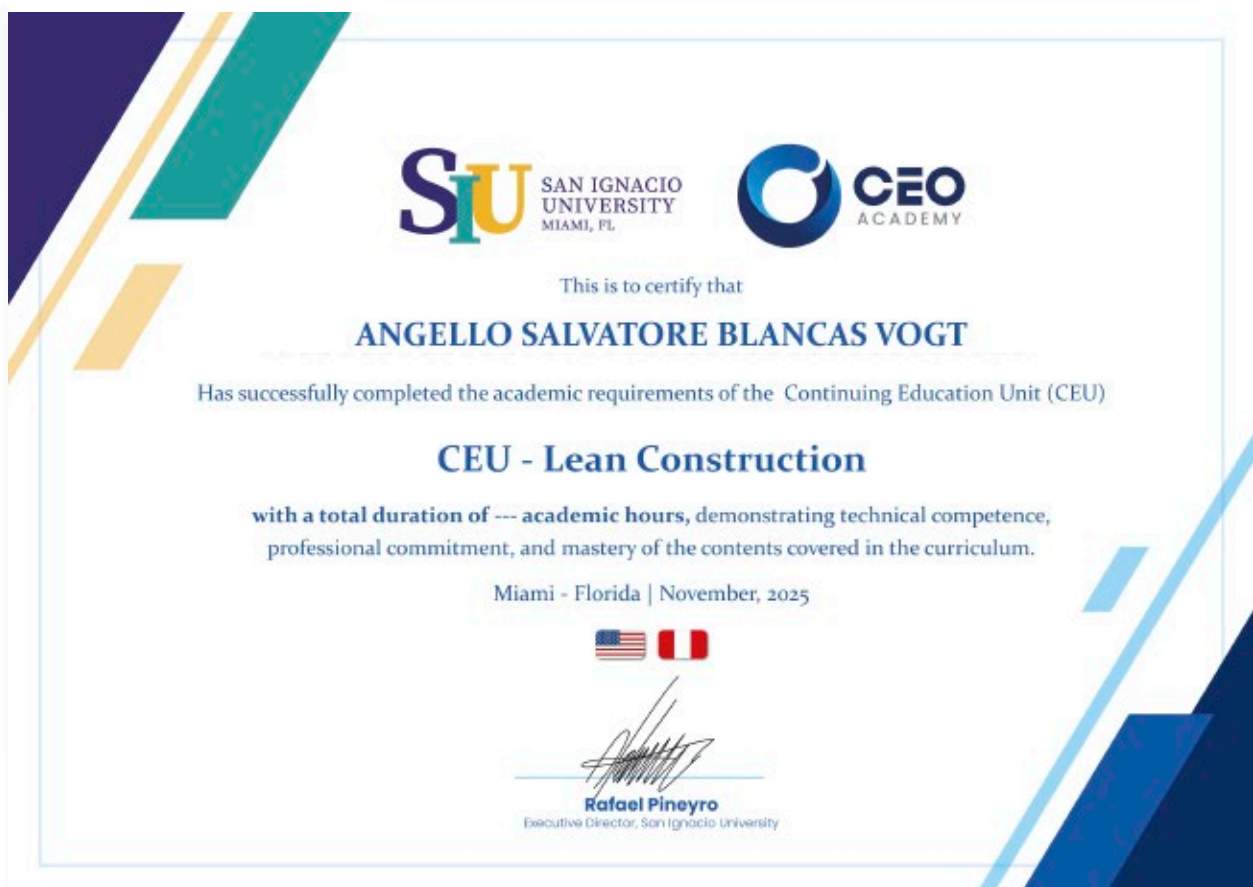 SIU
SAN IGNACIO
UNIVERSITY
MIAMI, FL
CEO
ACADEMY
This is to certify that
ANGELLO SALVATORE BLANCAS VOGT
Has successfully completed the academic requirements of the Continuing Education Unit (CEU)
CEU - Lean Construction
with a total duration of --- academic hours, demonstrating technical competence,
professional commitment, and mastery of the contents covered in the curriculum.
Miami - Florida | November, 2025
Rafael Pineyro
Executive Director, San Ignacio University